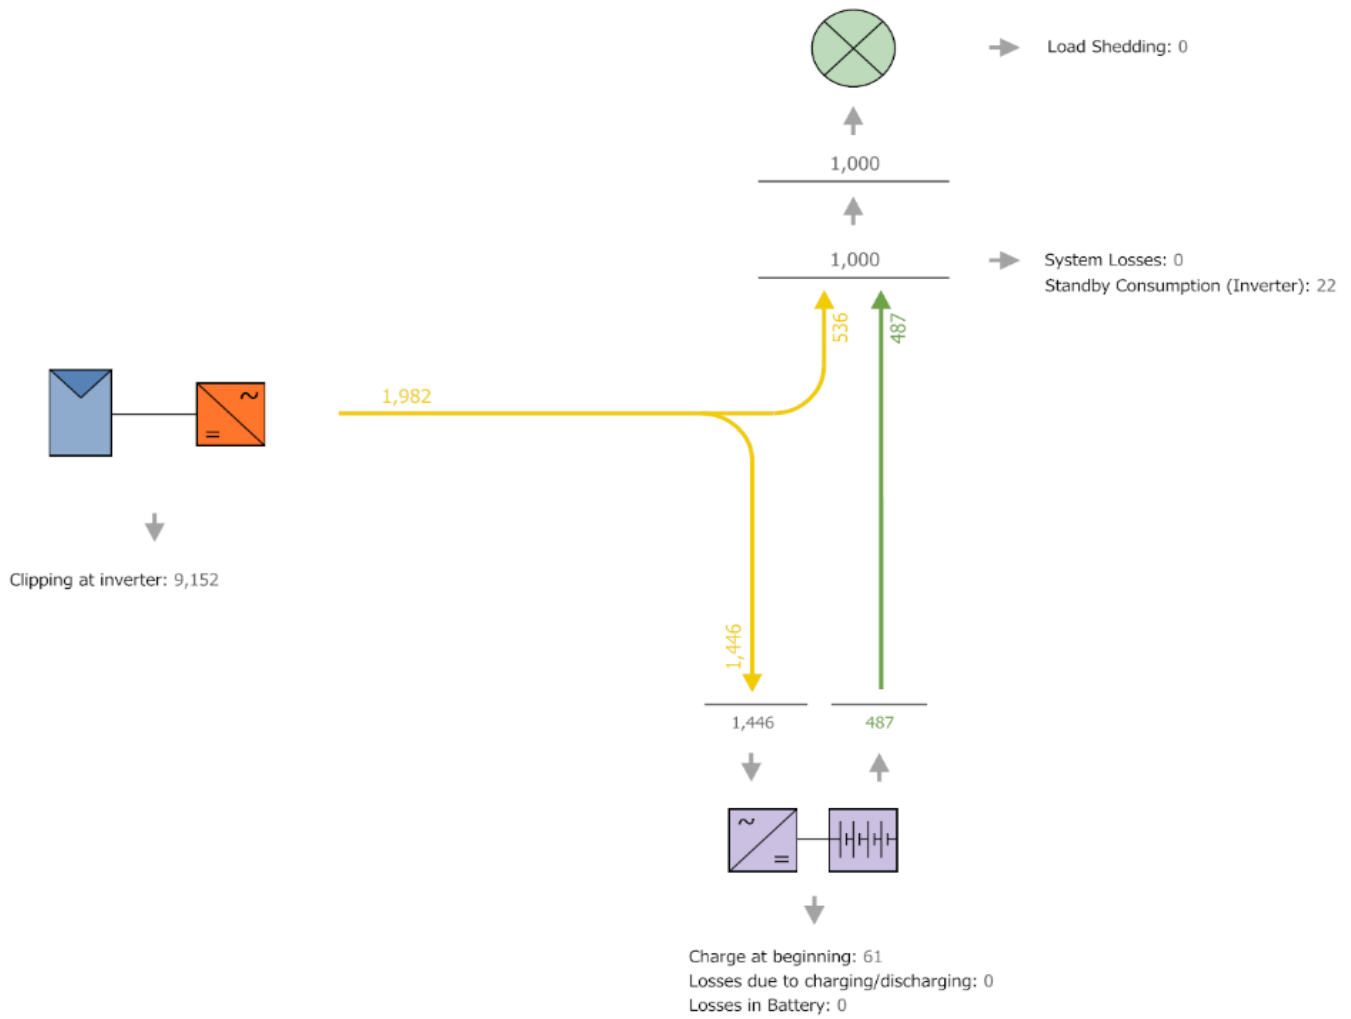 Load Shedding: 0
1,000
1,000
System Losses: 0
Standby Consumption (Inverter): 22
536
487
1,982
~
=
Clipping at inverter: 9,152
1,446
1,446
487
~
=
Charge at beginning: 61
Losses due to charging/discharging: 0
Losses in Battery: 0